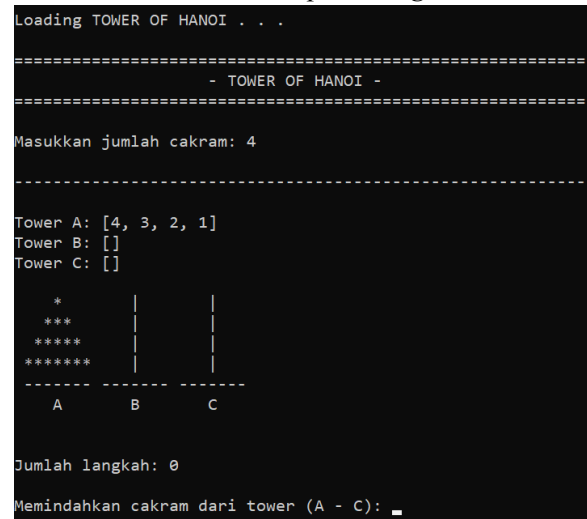 Loading TOWER OF HANOI . . .
===========================================================
- TOWER OF HANOI -
===========================================================
Masukkan jumlah cakram: 4
-----------------------------------------------------------
Tower A: [4, 3, 2, 1]
Tower B: []
Tower C: []
* | |
*** | |
***** | |
******* | |
------- ------- -------
A B C
Jumlah langkah: 0
Memindahkan cakram dari tower (A - C):